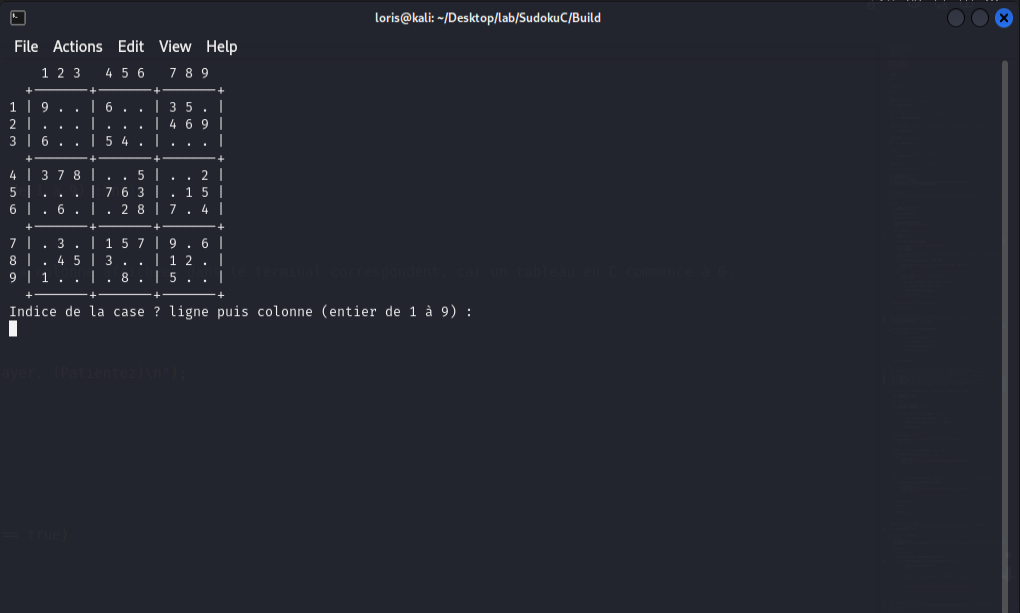 loris@kali: ~/Desktop/lab/SudokuC/Build
File Actions Edit View Help
1 2 3 4 5 6 7 8 9
+-------+-------+-------+
1 | 9 . . | 6 . . | 3 5 . |
2 | . . . | . . . | 4 6 9 |
3 | 6 . . | 5 4 . | . . . |
+-------+-------+-------+
4 | 3 7 8 | . . 5 | . . 2 |
5 | . . . | 7 6 3 | . 1 5 |
6 | . 6 . | . 2 8 | 7 . 4 |
+-------+-------+-------+
7 | . 3 . | 1 5 7 | 9 . 6 |
8 | . 4 5 | 3 . . | 1 2 . |
9 | 1 . . | . 8 . | 5 . . |
+-------+-------+-------+
Indice de la case ? ligne puis colonne (entier de 1 à 9) :